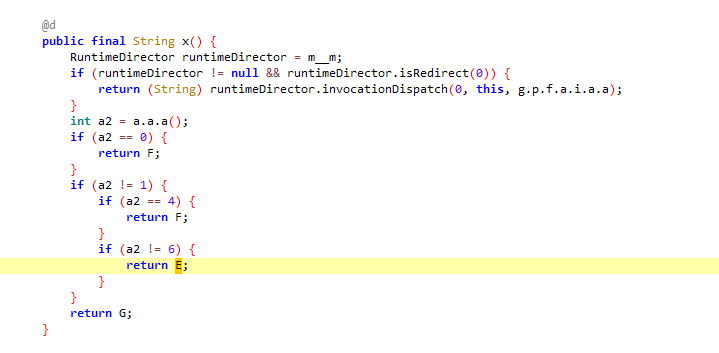 @d
public final String x() {
RuntimeDirector runtimeDirector = m__m;
if (runtimeDirector != null && runtimeDirector.isRedirect(0)) {
return (String) runtimeDirector.invocationDispatch(0, this, g.p.f.a.i.a.a);
}
int a2 = a.a.a();
if (a2 == 0) {
return F;
}
if (a2 != 1) {
if (a2 == 4) {
return F;
}
if (a2 != 6) {
return E;
}
}
return G;
}